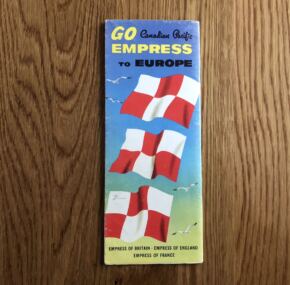 GO Canadian Pacific
EMPRESS
TO EUROPE
EMPRESS OF BRITAIN · EMPRESS OF ENGLAND
EMPRESS OF FRANCE